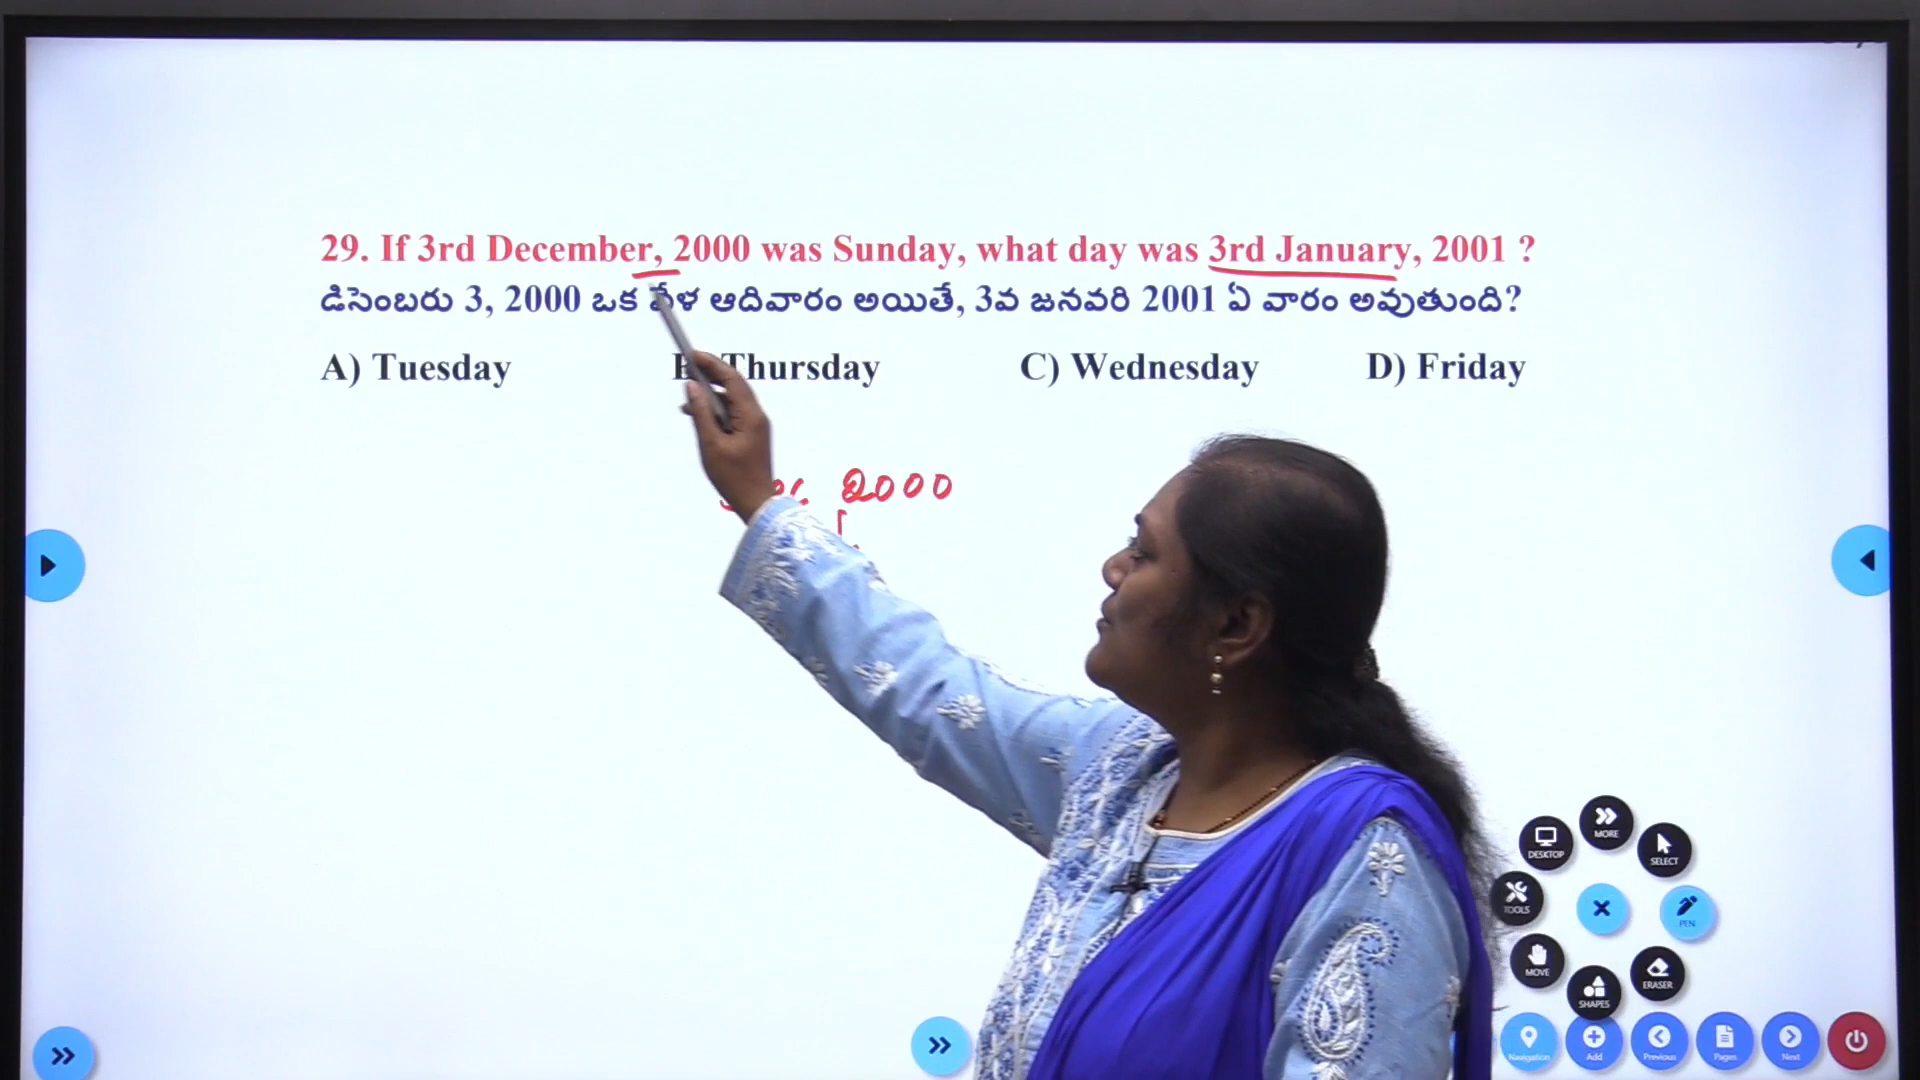 29. If 3rd December, 2000 was Sunday, what day was 3rd January, 2001 ?
డిసెంబరు 3, 2000 ఒక వేళ ఆదివారం అయితే, 3వ జనవరి 2001 ఏ వారం అవుతుంది?
A) Tuesday B) Thursday C) Wednesday D) Friday
2000
MORE
DESKTOP
SELECT
TOOLS
PEN
MOVE
ERASER
SHAPES
Navigation Add Previous Pages Next